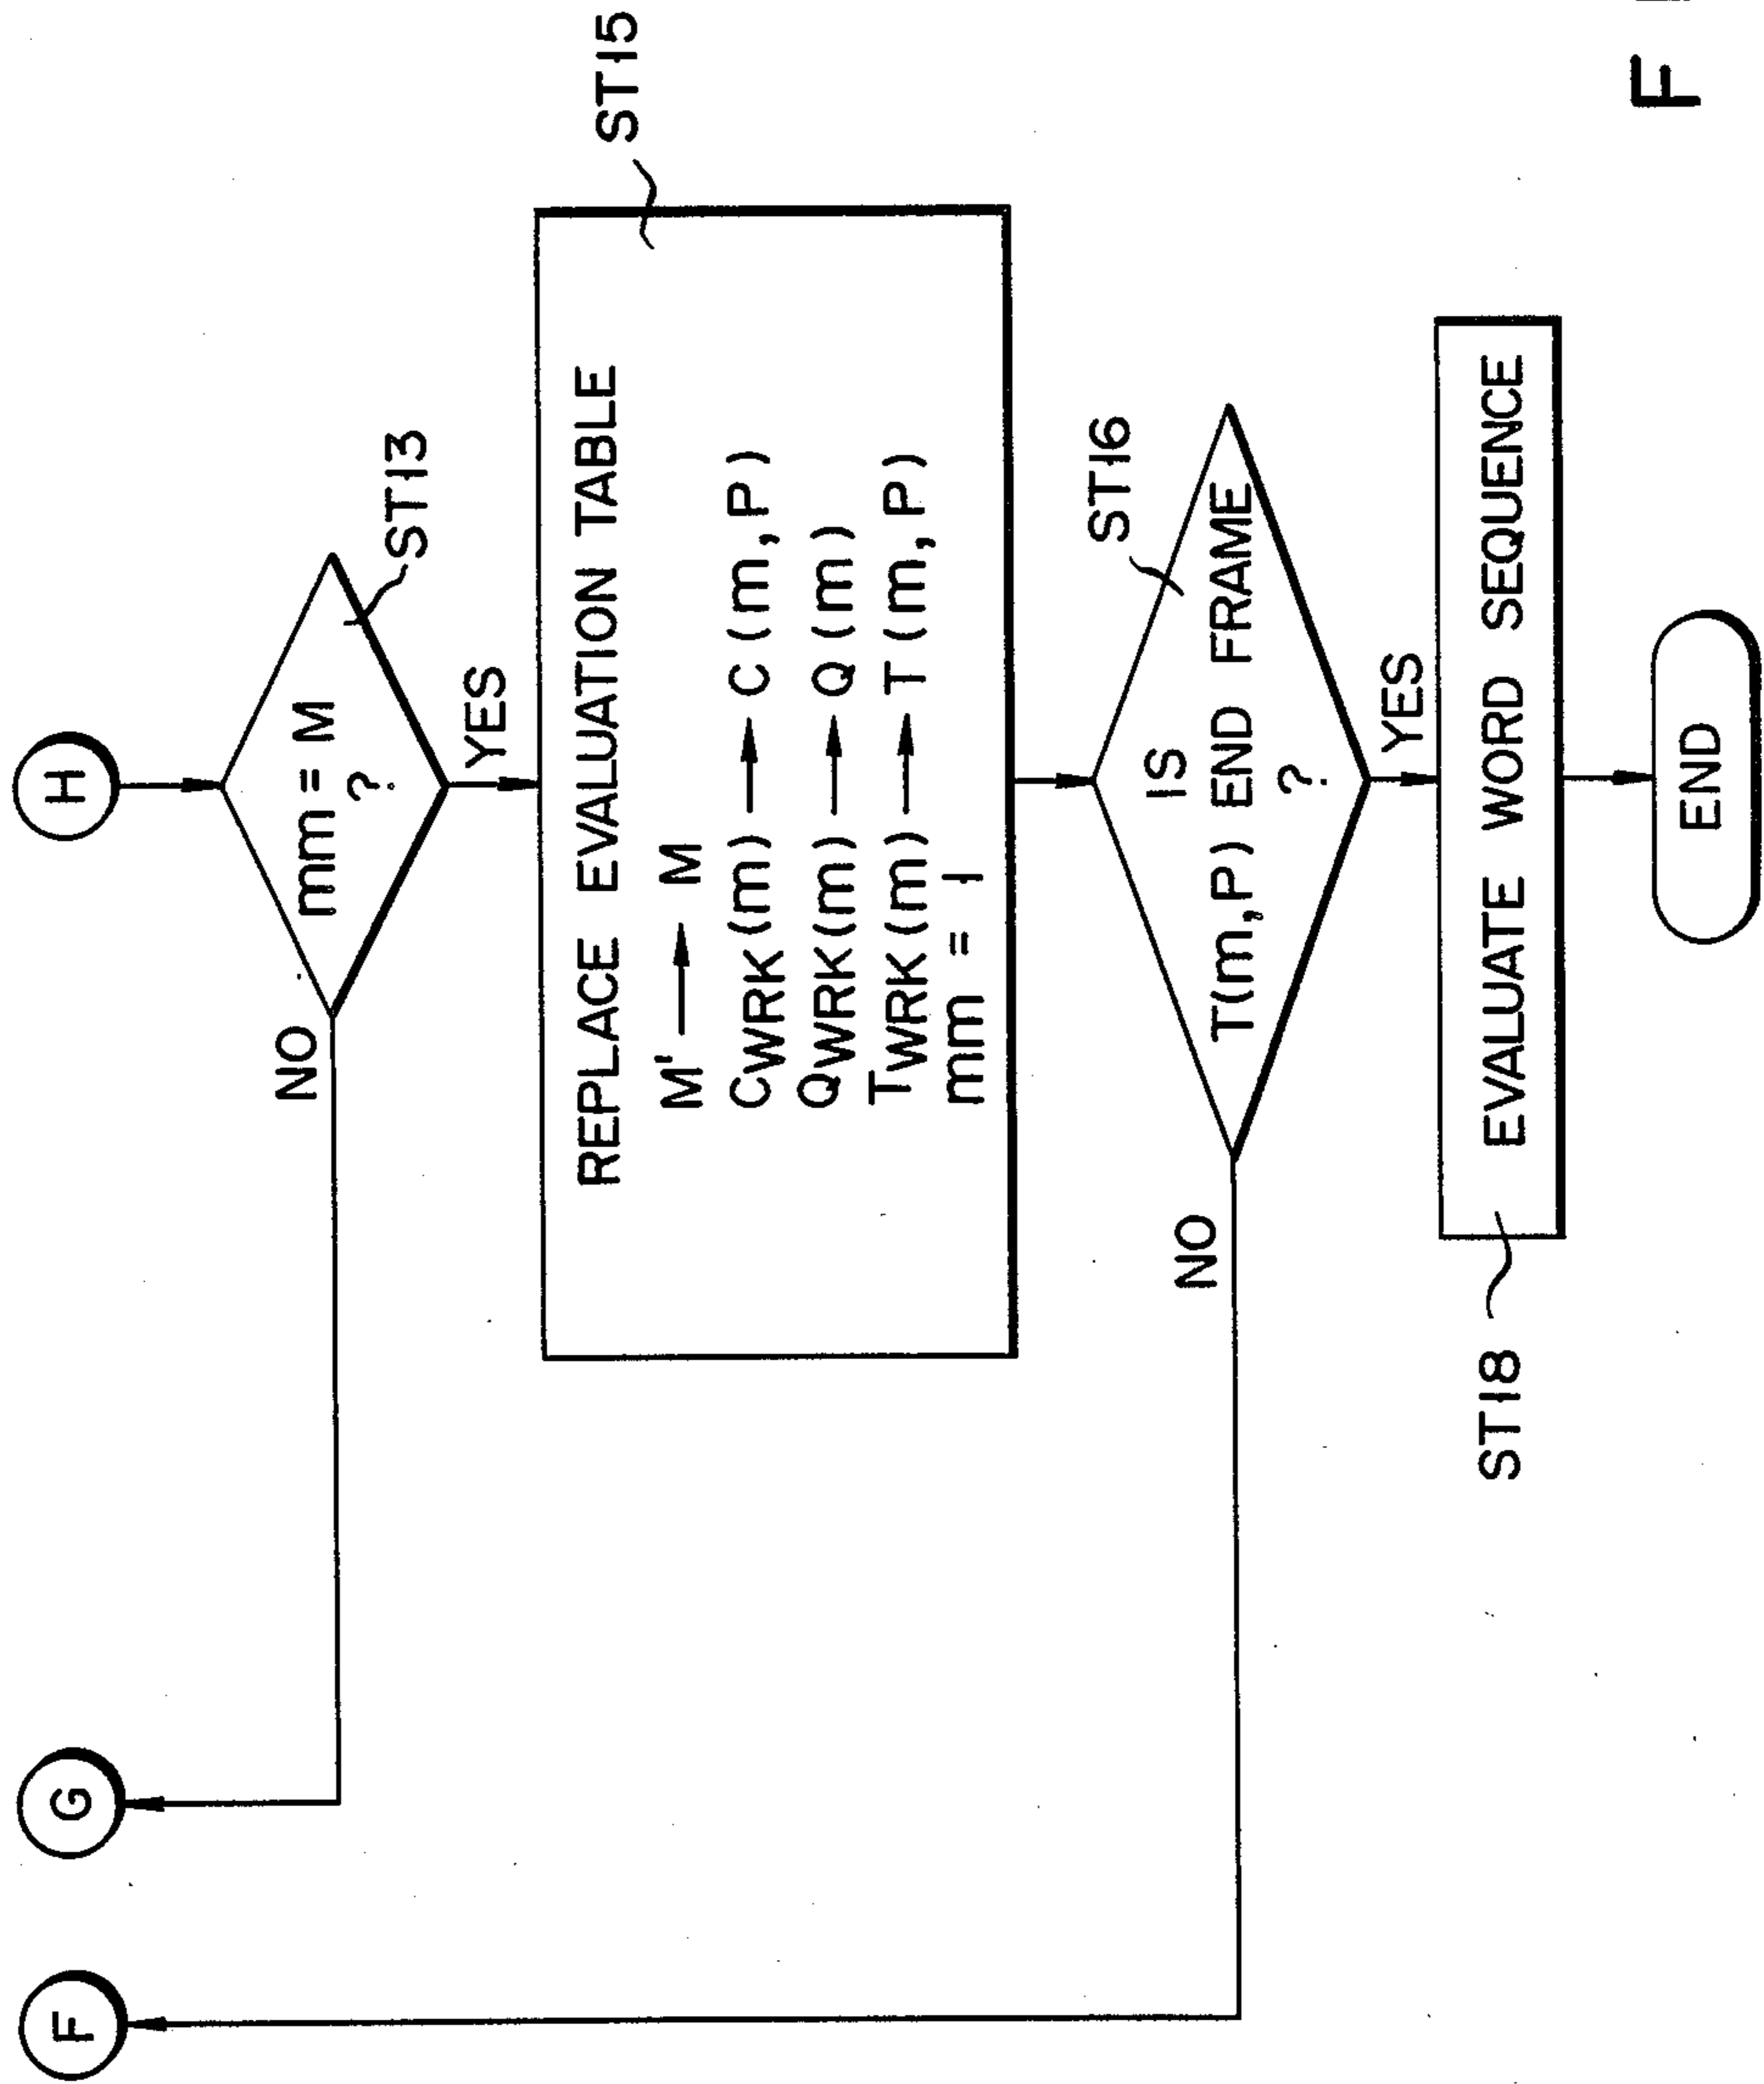 H
mm = M
?
ST13
NO
YES
G
ST15
REPLACE EVALUATION TABLE
M' → M
CWRK(m) → C(m,P)
QWRK(m) → Q(m)
TWRK(m) → T(m,P)
mm = 1
ST16
IS
T(m,P) END FRAME
?
NO
YES
F
ST18
EVALUATE WORD SEQUENCE
END
F